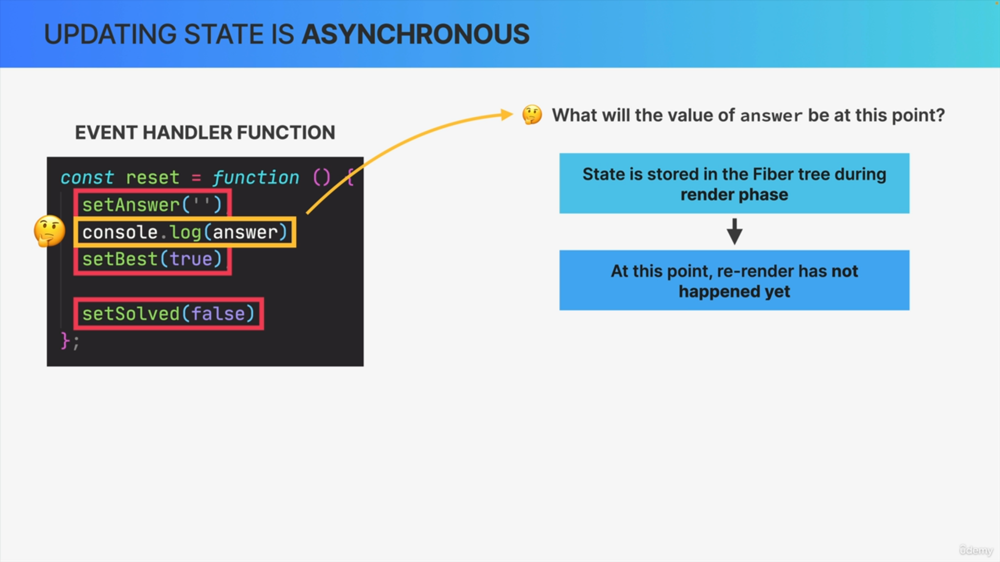 UPDATING STATE IS ASYNCHRONOUS
EVENT HANDLER FUNCTION
const reset = function () {
setAnswer('')
console.log(answer)
setBest(true)
setSolved(false)
};
What will the value of answer be at this point?
State is stored in the Fiber tree during
render phase
At this point, re-render has not
happened yet
ûdemy